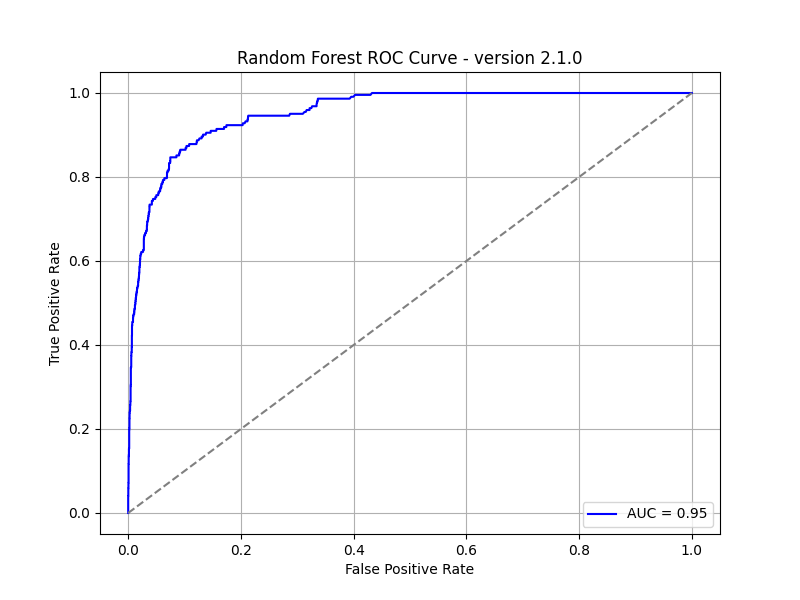 Random Forest ROC Curve - version 2.1.0
True Positive Rate
1.0
0.8
0.6
0.4
0.2
0.0
AUC = 0.95
0.0 0.2 0.4 0.6 0.8 1.0
False Positive Rate